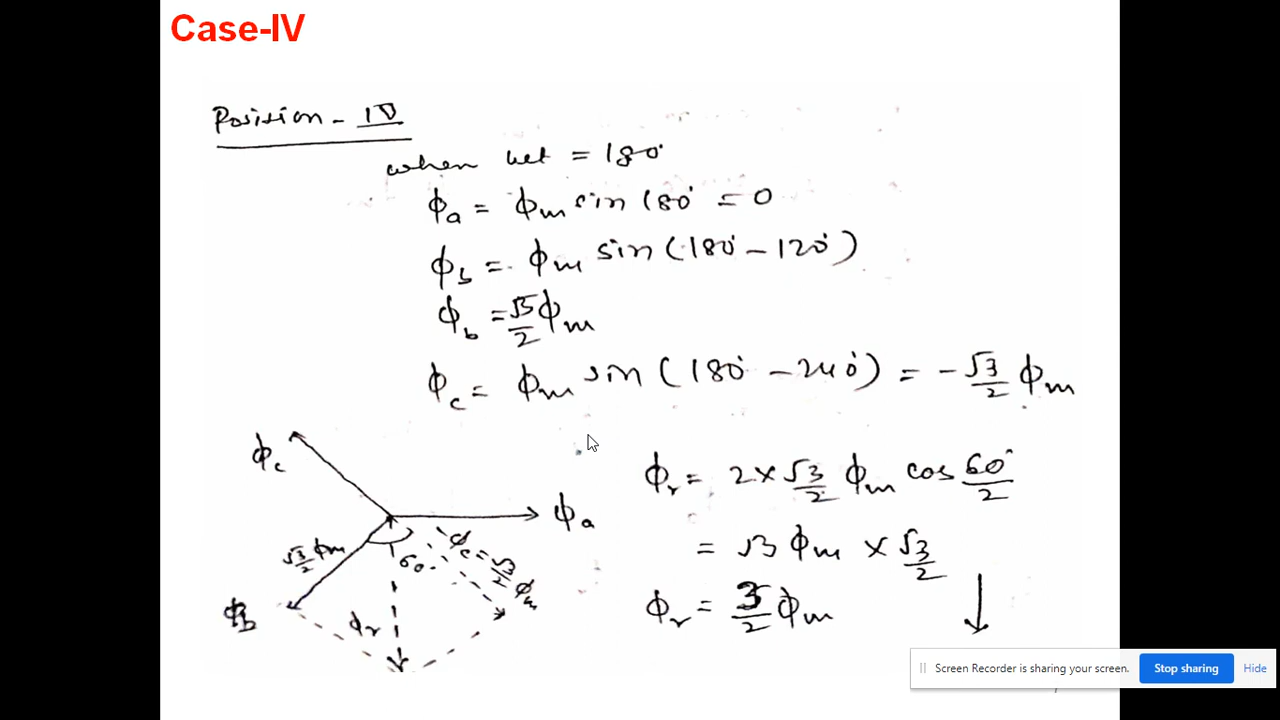 Case-IV
Position - IV
when wt = 180°
ϕa = ϕm sin 180° = 0
ϕb = ϕm sin (180° - 120°)
ϕb = √3/2 ϕm
ϕc = ϕm sin (180° - 240°) = - √3/2 ϕm
ϕc
ϕa
√3/2 ϕm
60°
ϕc = √3/2 ϕm
ϕb
ϕr
ϕr = 2 × √3/2 ϕm cos 60°/2
= √3 ϕm × √3/2
ϕr = 3/2 ϕm
Screen Recorder is sharing your screen.
Stop sharing
Hide